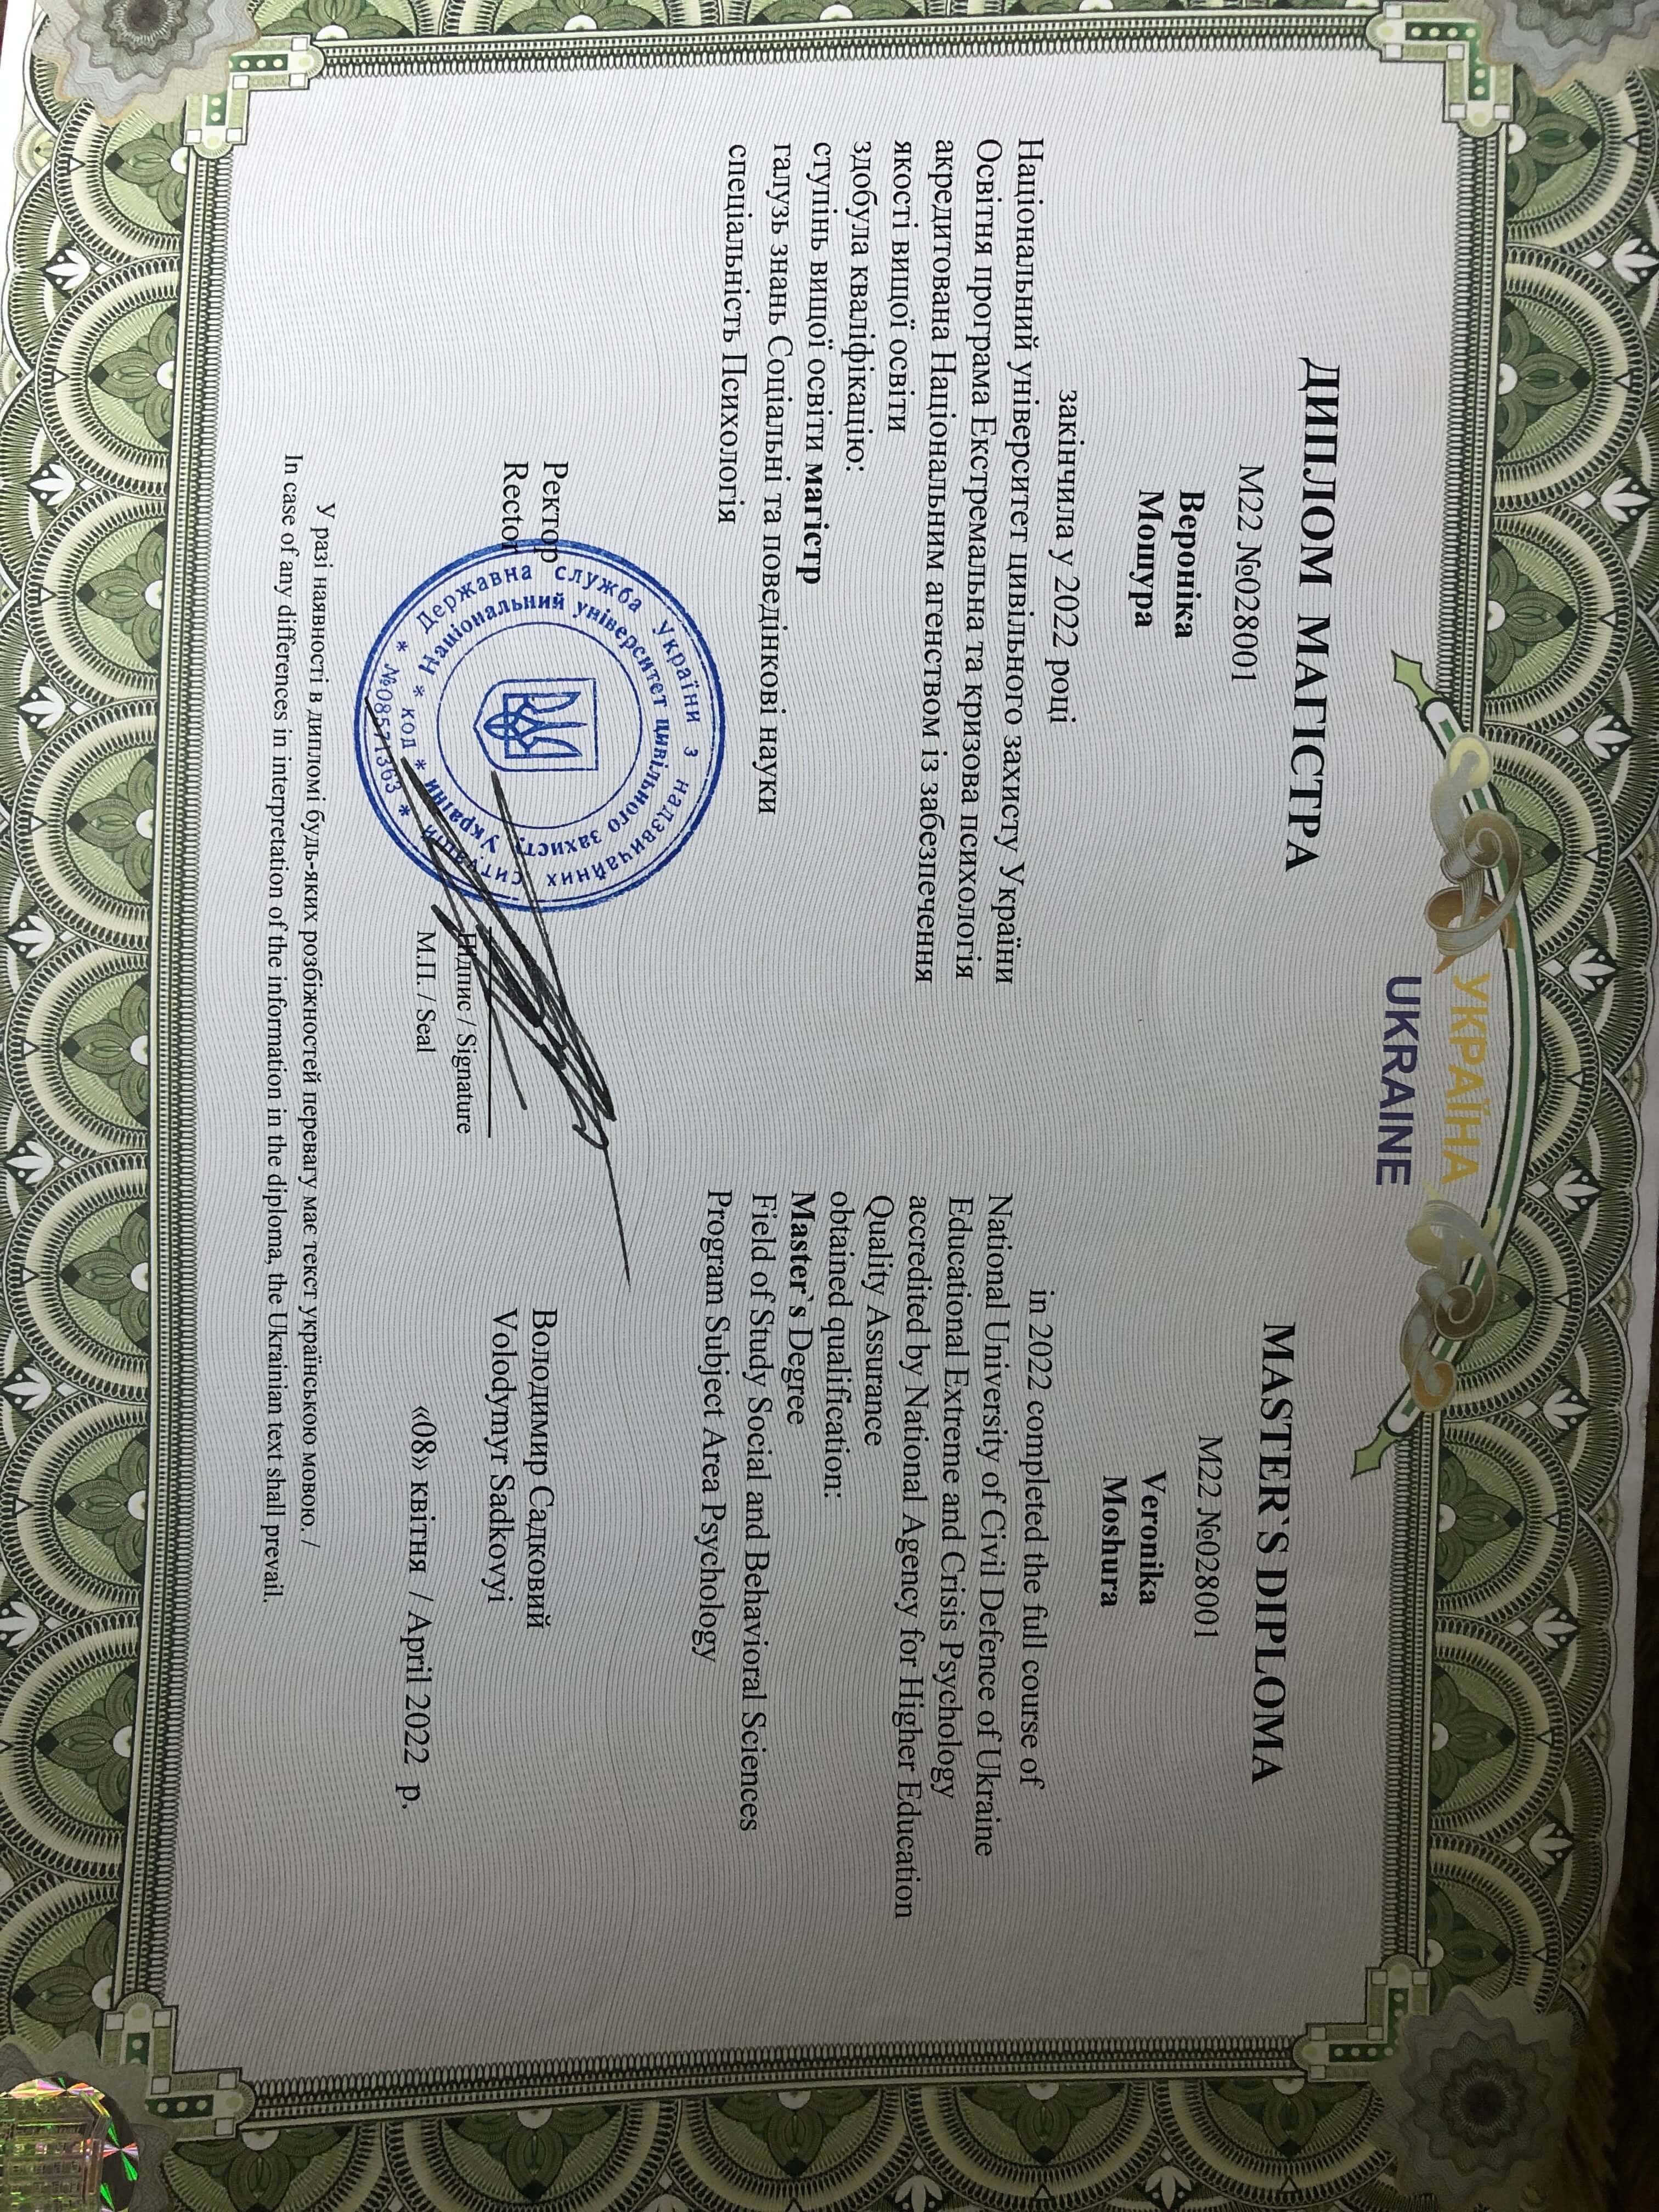 УКРАЇНА
UKRAINE
ДИПЛОМ МАГІСТРА
М22 №028001
Вероніка
Мошура
закінчила у 2022 році
Національний університет цивільного захисту України
Освітня програма Екстремальна та кризова психологія
акредитована Національним агенством із забезпечення
якості вищої освіти
здобула кваліфікацію:
ступінь вищої освіти магістр
галузь знань Соціальні та поведінкові науки
спеціальність Психологія
MASTER`S DIPLOMA
M22 №028001
Veronika
Moshura
in 2022 completed the full course of
National University of Civil Defence of Ukraine
Educational Extreme and Crisis Psychology
accredited by National Agency for Higher Education
Quality Assurance
obtained qualification:
Master`s Degree
Field of Study Social and Behavioral Sciences
Program Subject Area Psychology
Ректор
Rector
Державна служба України з надзвичайних ситуацій
* №08571363 *
Національний університет цивільного захисту України
* код *
Підпис / Signature
М.П. / Seal
Володимир Садковий
Volodymyr Sadkovyi
«08» квітня / April 2022 р.
У разі наявності в дипломі будь-яких розбіжностей перевагу має текст українською мовою. /
In case of any differences in interpretation of the information in the diploma, the Ukrainian text shall prevail.